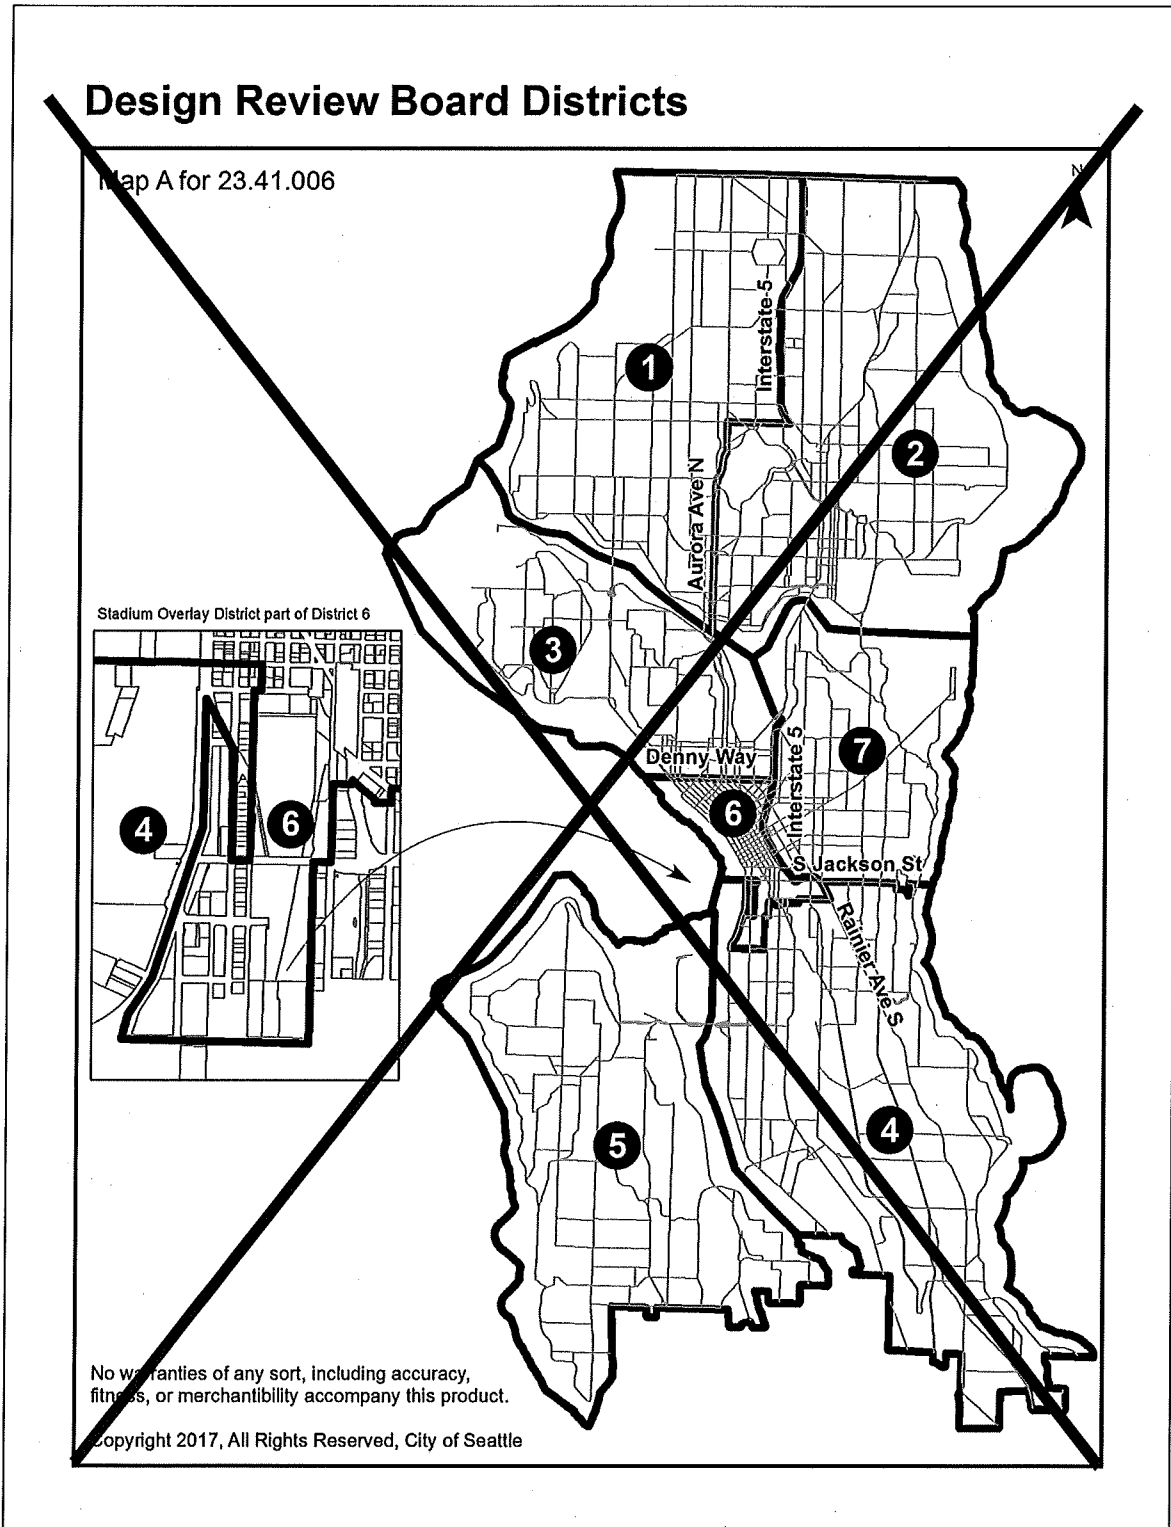 Design Review Board Districts
Map A for 23.41.006
N
Interstate 5
1
2
Aurora Ave N
Stadium Overlay District part of District 6
3
7
Denny Way
Interstate 5
6
4
6
S Jackson St
Rainier Ave S
5
4
No warranties of any sort, including accuracy,
fitness, or merchantibility accompany this product.
Copyright 2017, All Rights Reserved, City of Seattle